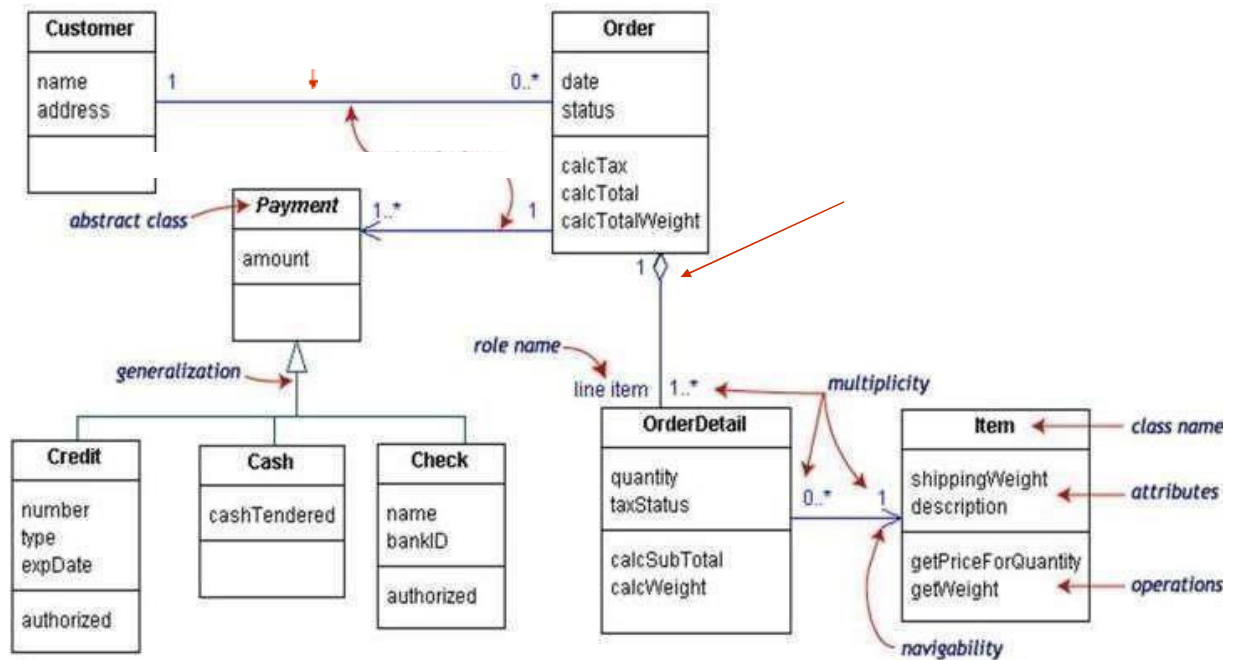 Customer
name
address
1
0..*
Order
date
status
calcTax
calcTotal
calcTotalWeight
abstract class
Payment
amount
1..*
1
1
generalization
role name
line item
1..*
multiplicity
Credit
number
type
expDate
authorized
Cash
cashTendered
Check
name
bankID
authorized
OrderDetail
quantity
taxStatus
calcSubTotal
calcWeight
0..*
1
Item
shippingWeight
description
getPriceForQuantity
getWeight
class name
attributes
operations
navigability